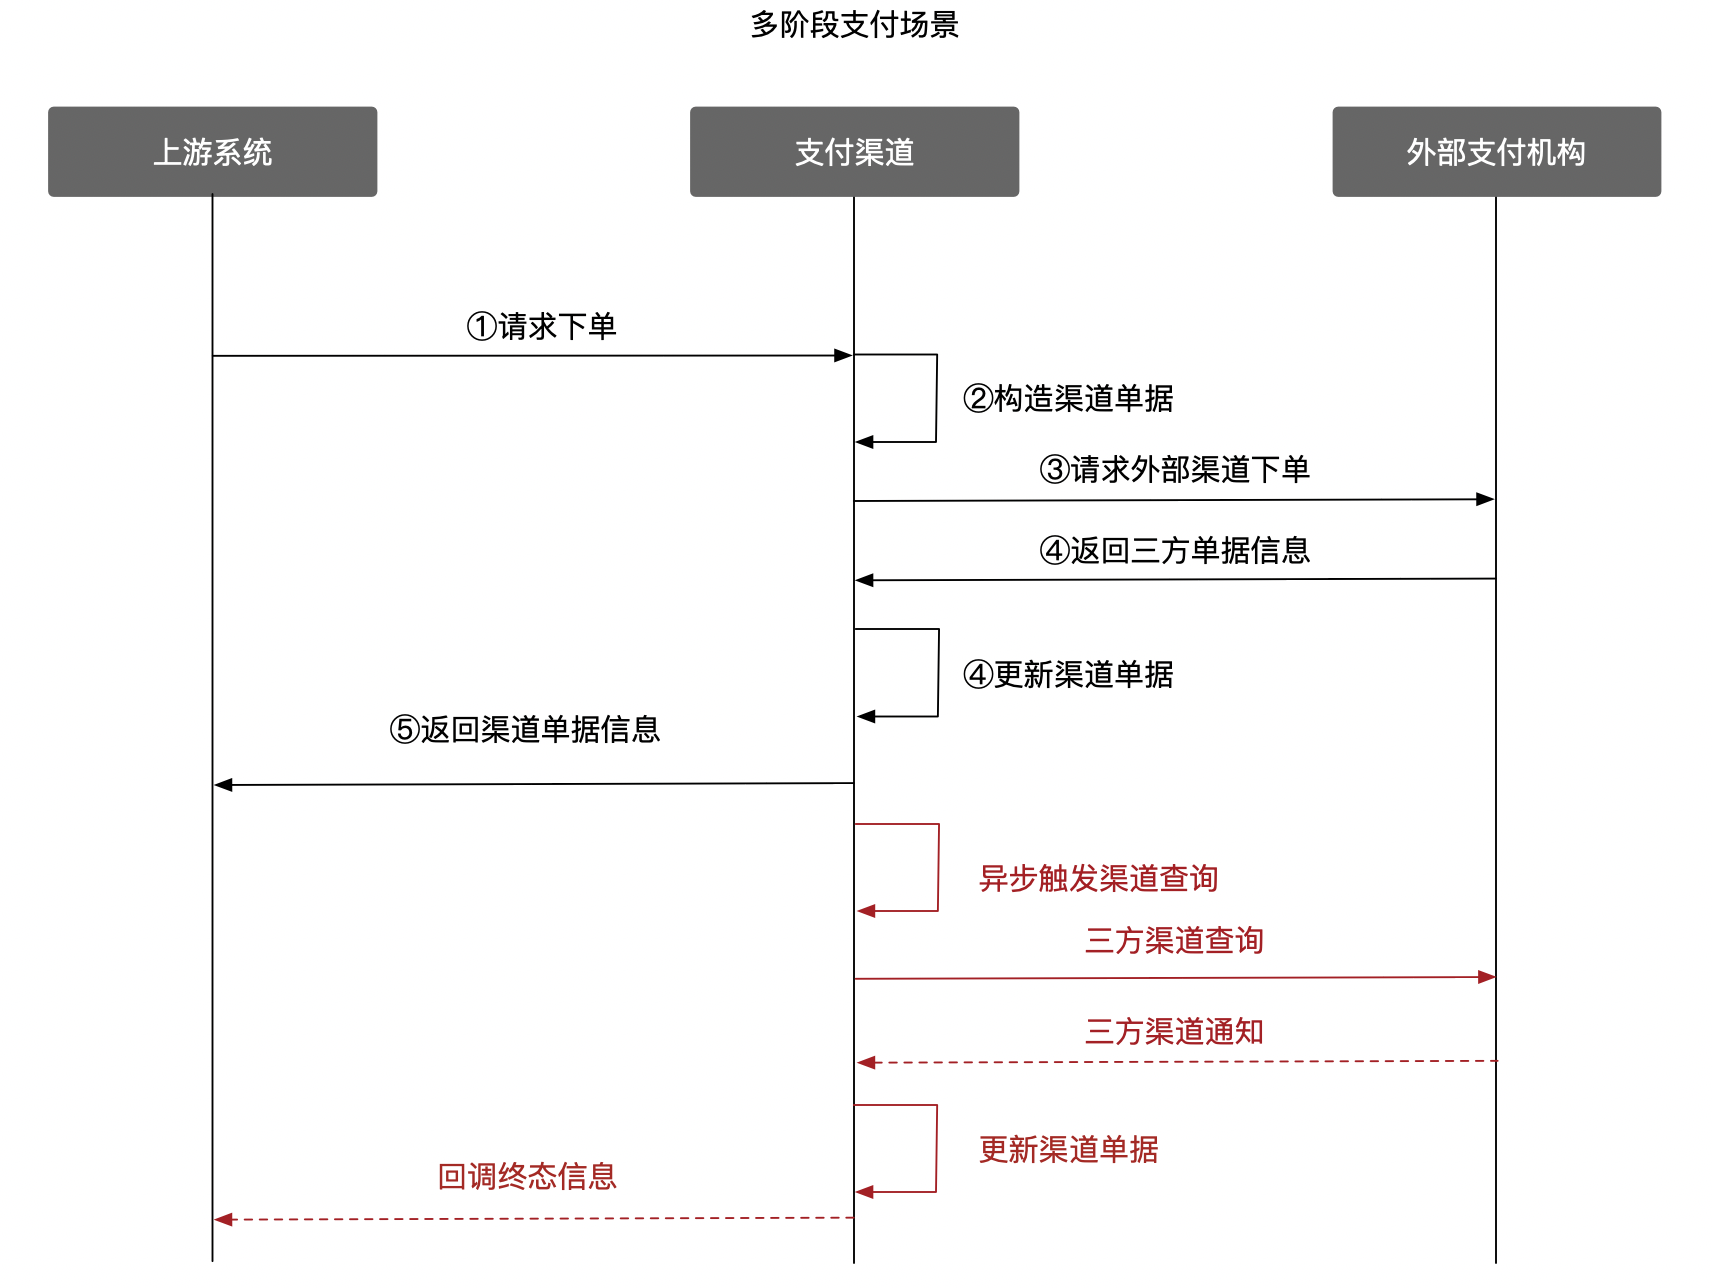 多阶段支付场景
上游系统
支付渠道
外部支付机构
①请求下单
②构造渠道单据
③请求外部渠道下单
④返回三方单据信息
④更新渠道单据
⑤返回渠道单据信息
异步触发渠道查询
三方渠道查询
三方渠道通知
更新渠道单据
回调终态信息